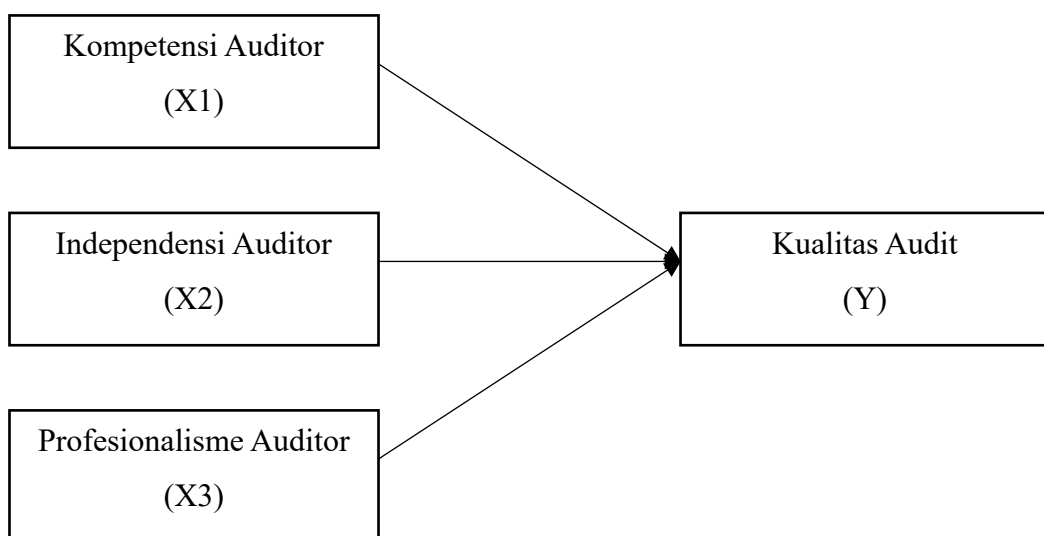 Kompetensi Auditor
(X1)
Independensi Auditor
(X2)
Kualitas Audit
(Y)
Profesionalisme Auditor
(X3)